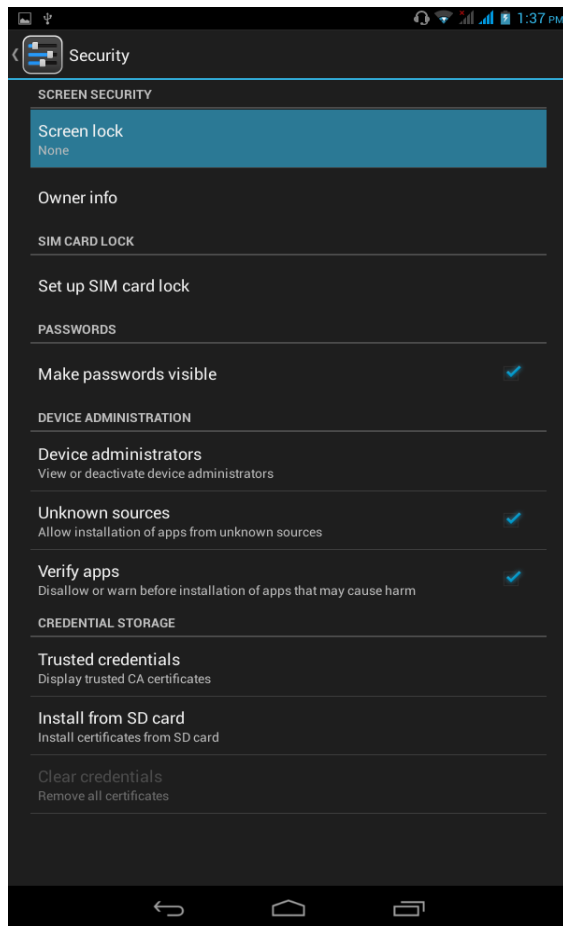 1:37 PM
Security
SCREEN SECURITY
Screen lock
None
Owner info
SIM CARD LOCK
Set up SIM card lock
PASSWORDS
Make passwords visible
DEVICE ADMINISTRATION
Device administrators
View or deactivate device administrators
Unknown sources
Allow installation of apps from unknown sources
Verify apps
Disallow or warn before installation of apps that may cause harm
CREDENTIAL STORAGE
Trusted credentials
Display trusted CA certificates
Install from SD card
Install certificates from SD card
Clear credentials
Remove all certificates